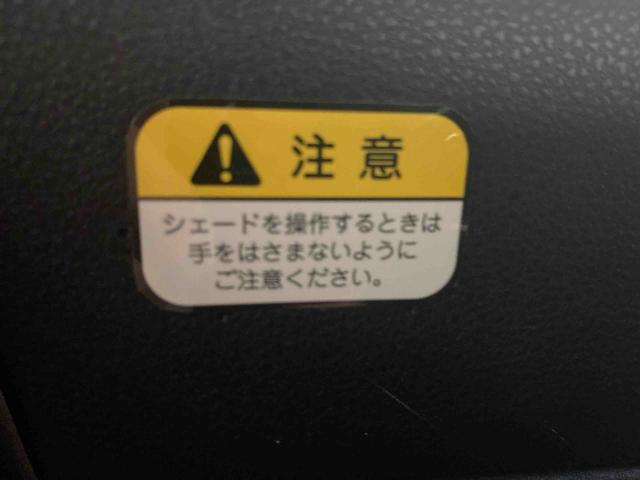 注意
シェードを操作するときは
手をはさまないように
ご注意ください。